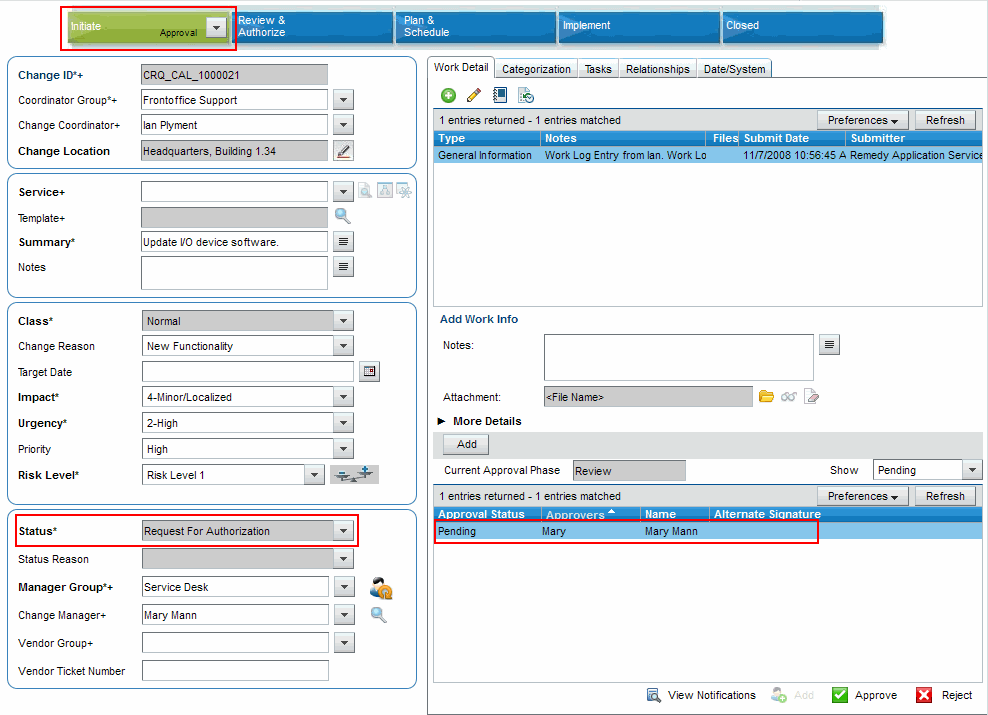 Initiate
Approval
Review &
Authorize
Plan &
Schedule
Implement
Closed
Change ID*+
CRQ_CAL_1000021
Coordinator Group*+
Frontoffice Support
Change Coordinator+
Ian Plyment
Change Location
Headquarters, Building 1.34
Service+
Template+
Summary*
Update I/O device software.
Notes
Class*
Normal
Change Reason
New Functionality
Target Date
Impact*
4-Minor/Localized
Urgency*
2-High
Priority
High
Risk Level*
Risk Level 1
Status*
Request For Authorization
Status Reason
Manager Group*+
Service Desk
Change Manager+
Mary Mann
Vendor Group+
Vendor Ticket Number
Work Detail
Categorization
Tasks
Relationships
Date/System
1 entries returned - 1 entries matched
Preferences
Refresh
Type Notes Files Submit Date Submitter
General Information Work Log Entry from Ian. Work Lo 11/7/2008 10:56:45 A Remedy Application Service
Add Work Info
Notes:
Attachment:
<File Name>
More Details
Add
Current Approval Phase
Review
Show
Pending
1 entries returned - 1 entries matched
Preferences
Refresh
Approval Status Approvers Name Alternate Signature
Pending Mary Mary Mann
View Notifications
Add
Approve
Reject